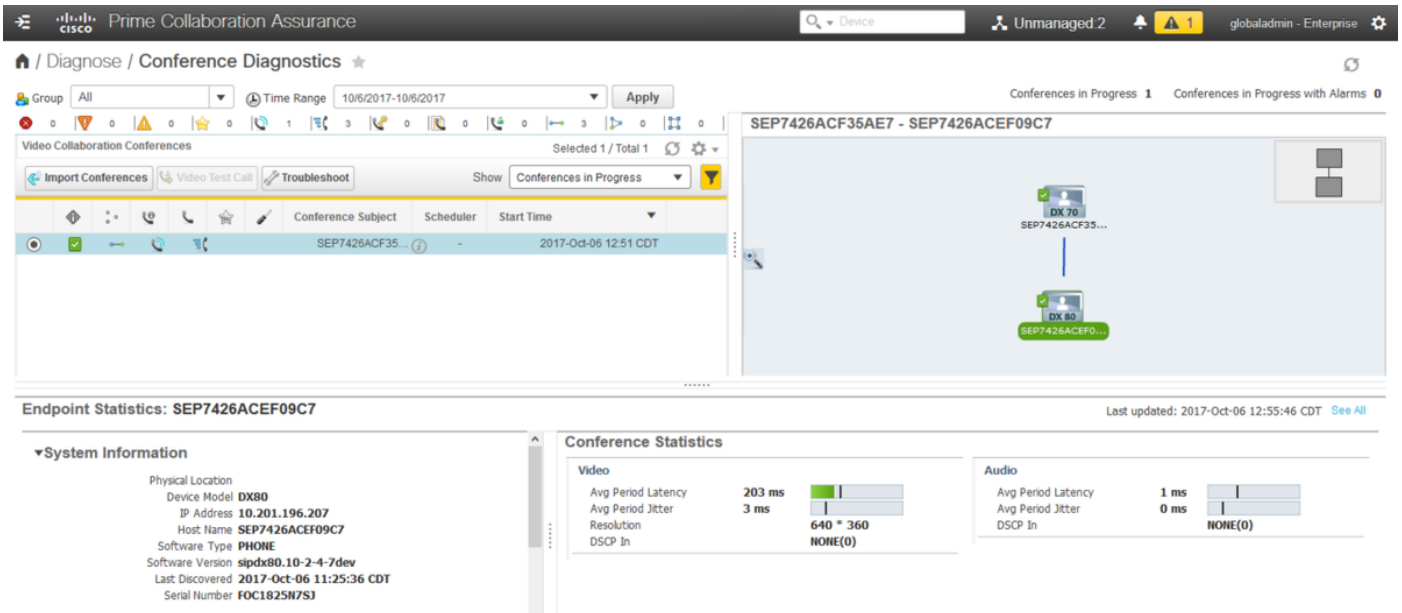 cisco Prime Collaboration Assurance Device Unmanaged:2 1 globaladmin - Enterprise
/ Diagnose / Conference Diagnostics
Group All Time Range 10/6/2017-10/6/2017 Apply
Conferences in Progress 1 Conferences in Progress with Alarms 0
0 0 0 0 1 3 0 0 0 3 0 0
Video Collaboration Conferences Selected 1 / Total 1
Import Conferences Video Test Call Troubleshoot Show Conferences in Progress
Conference Subject Scheduler Start Time
SEP7426ACF35... - 2017-Oct-06 12:51 CDT
SEP7426ACF35AE7 - SEP7426ACEF09C7
DX 70
SEP7426ACF35...
DX 80
SEP7426ACEF0...
Endpoint Statistics: SEP7426ACEF09C7
Last updated: 2017-Oct-06 12:55:46 CDT See All
System Information
Physical Location
Device Model DX80
IP Address 10.201.196.207
Host Name SEP7426ACEF09C7
Software Type PHONE
Software Version sipdx80.10-2-4-7dev
Last Discovered 2017-Oct-06 11:25:36 CDT
Serial Number FOC1825N7SJ
Conference Statistics
Video
Avg Period Latency 203 ms
Avg Period Jitter 3 ms
Resolution 640 * 360
DSCP In NONE(0)
Audio
Avg Period Latency 1 ms
Avg Period Jitter 0 ms
DSCP In NONE(0)